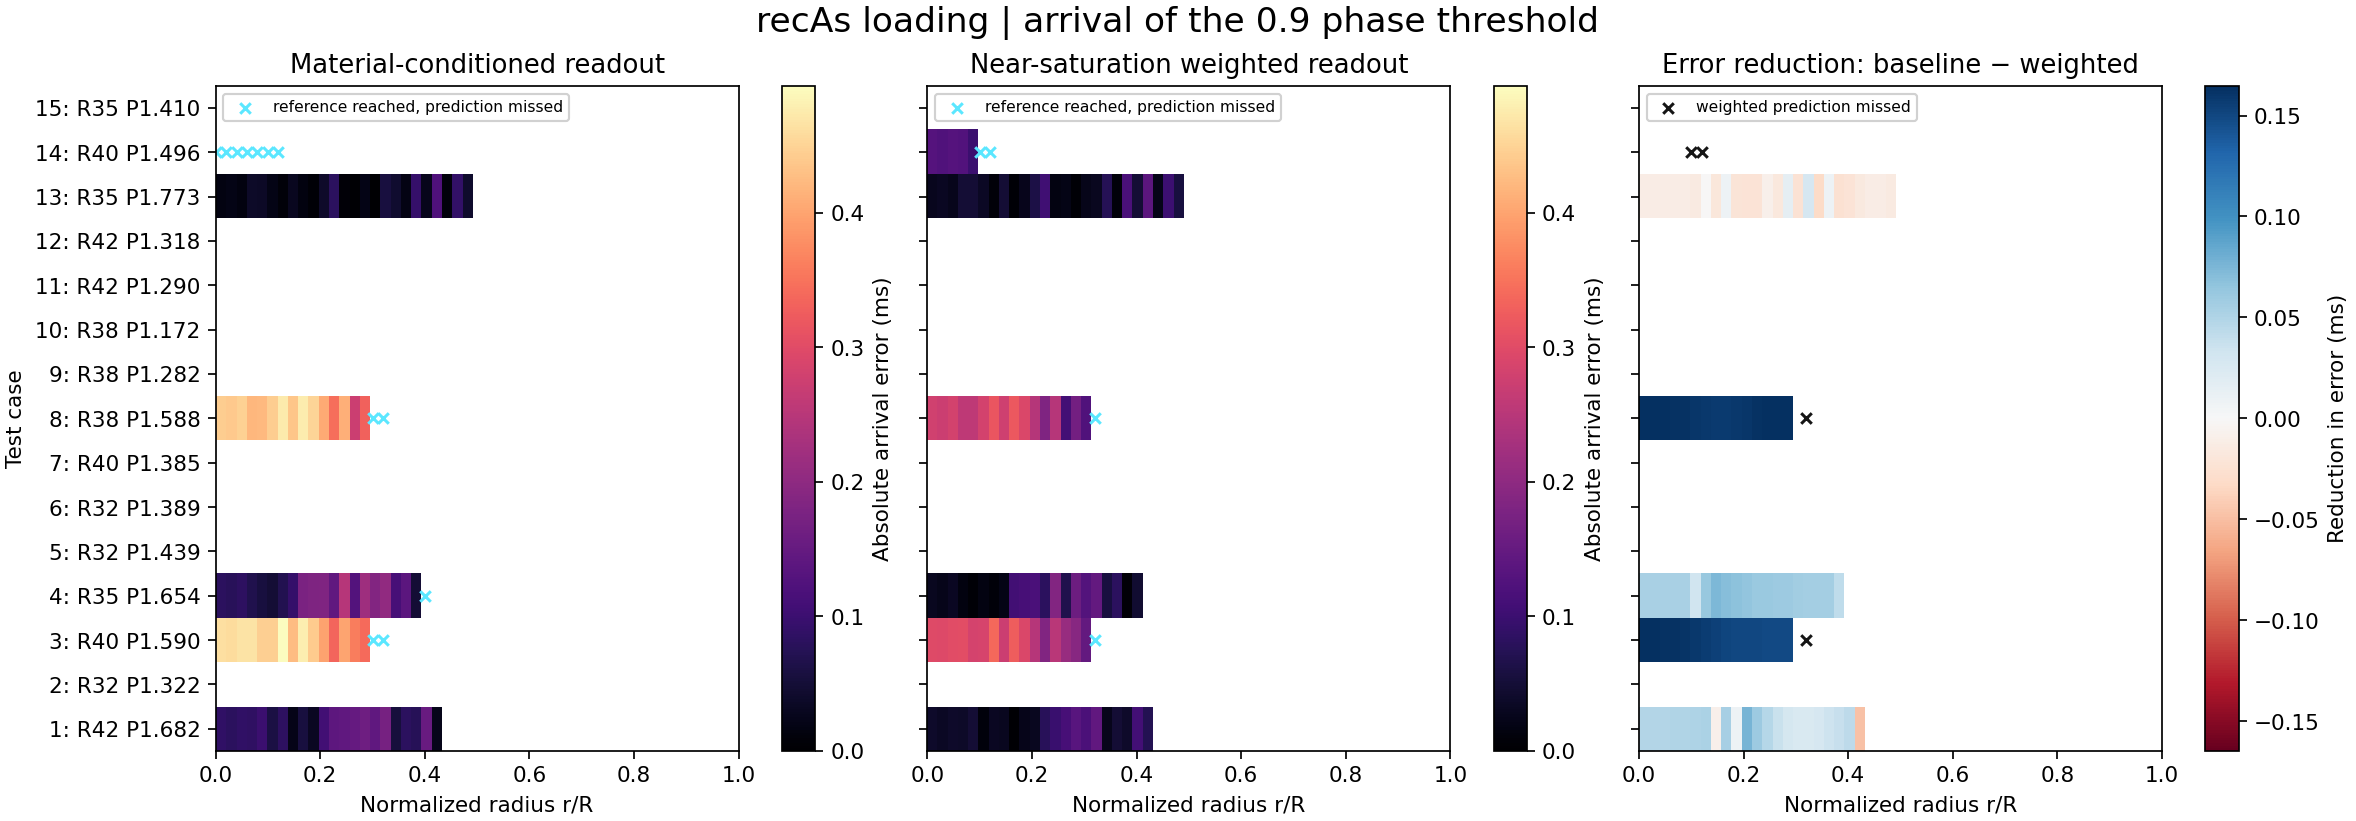 recAs loading | arrival of the 0.9 phase threshold
Material-conditioned readout
reference reached, prediction missed
Test case
15: R35 P1.410
14: R40 P1.496
13: R35 P1.773
12: R42 P1.318
11: R42 P1.290
10: R38 P1.172
9: R38 P1.282
8: R38 P1.588
7: R40 P1.385
6: R32 P1.389
5: R32 P1.439
4: R35 P1.654
3: R40 P1.590
2: R32 P1.322
1: R42 P1.682
0.0 0.2 0.4 0.6 0.8 1.0
Normalized radius r/R
0.4
0.3
0.2
0.1
0.0
Absolute arrival error (ms)
Near-saturation weighted readout
reference reached, prediction missed
0.0 0.2 0.4 0.6 0.8 1.0
Normalized radius r/R
0.4
0.3
0.2
0.1
0.0
Absolute arrival error (ms)
Error reduction: baseline − weighted
weighted prediction missed
0.0 0.2 0.4 0.6 0.8 1.0
Normalized radius r/R
0.15
0.10
0.05
0.00
−0.05
−0.10
−0.15
Reduction in error (ms)